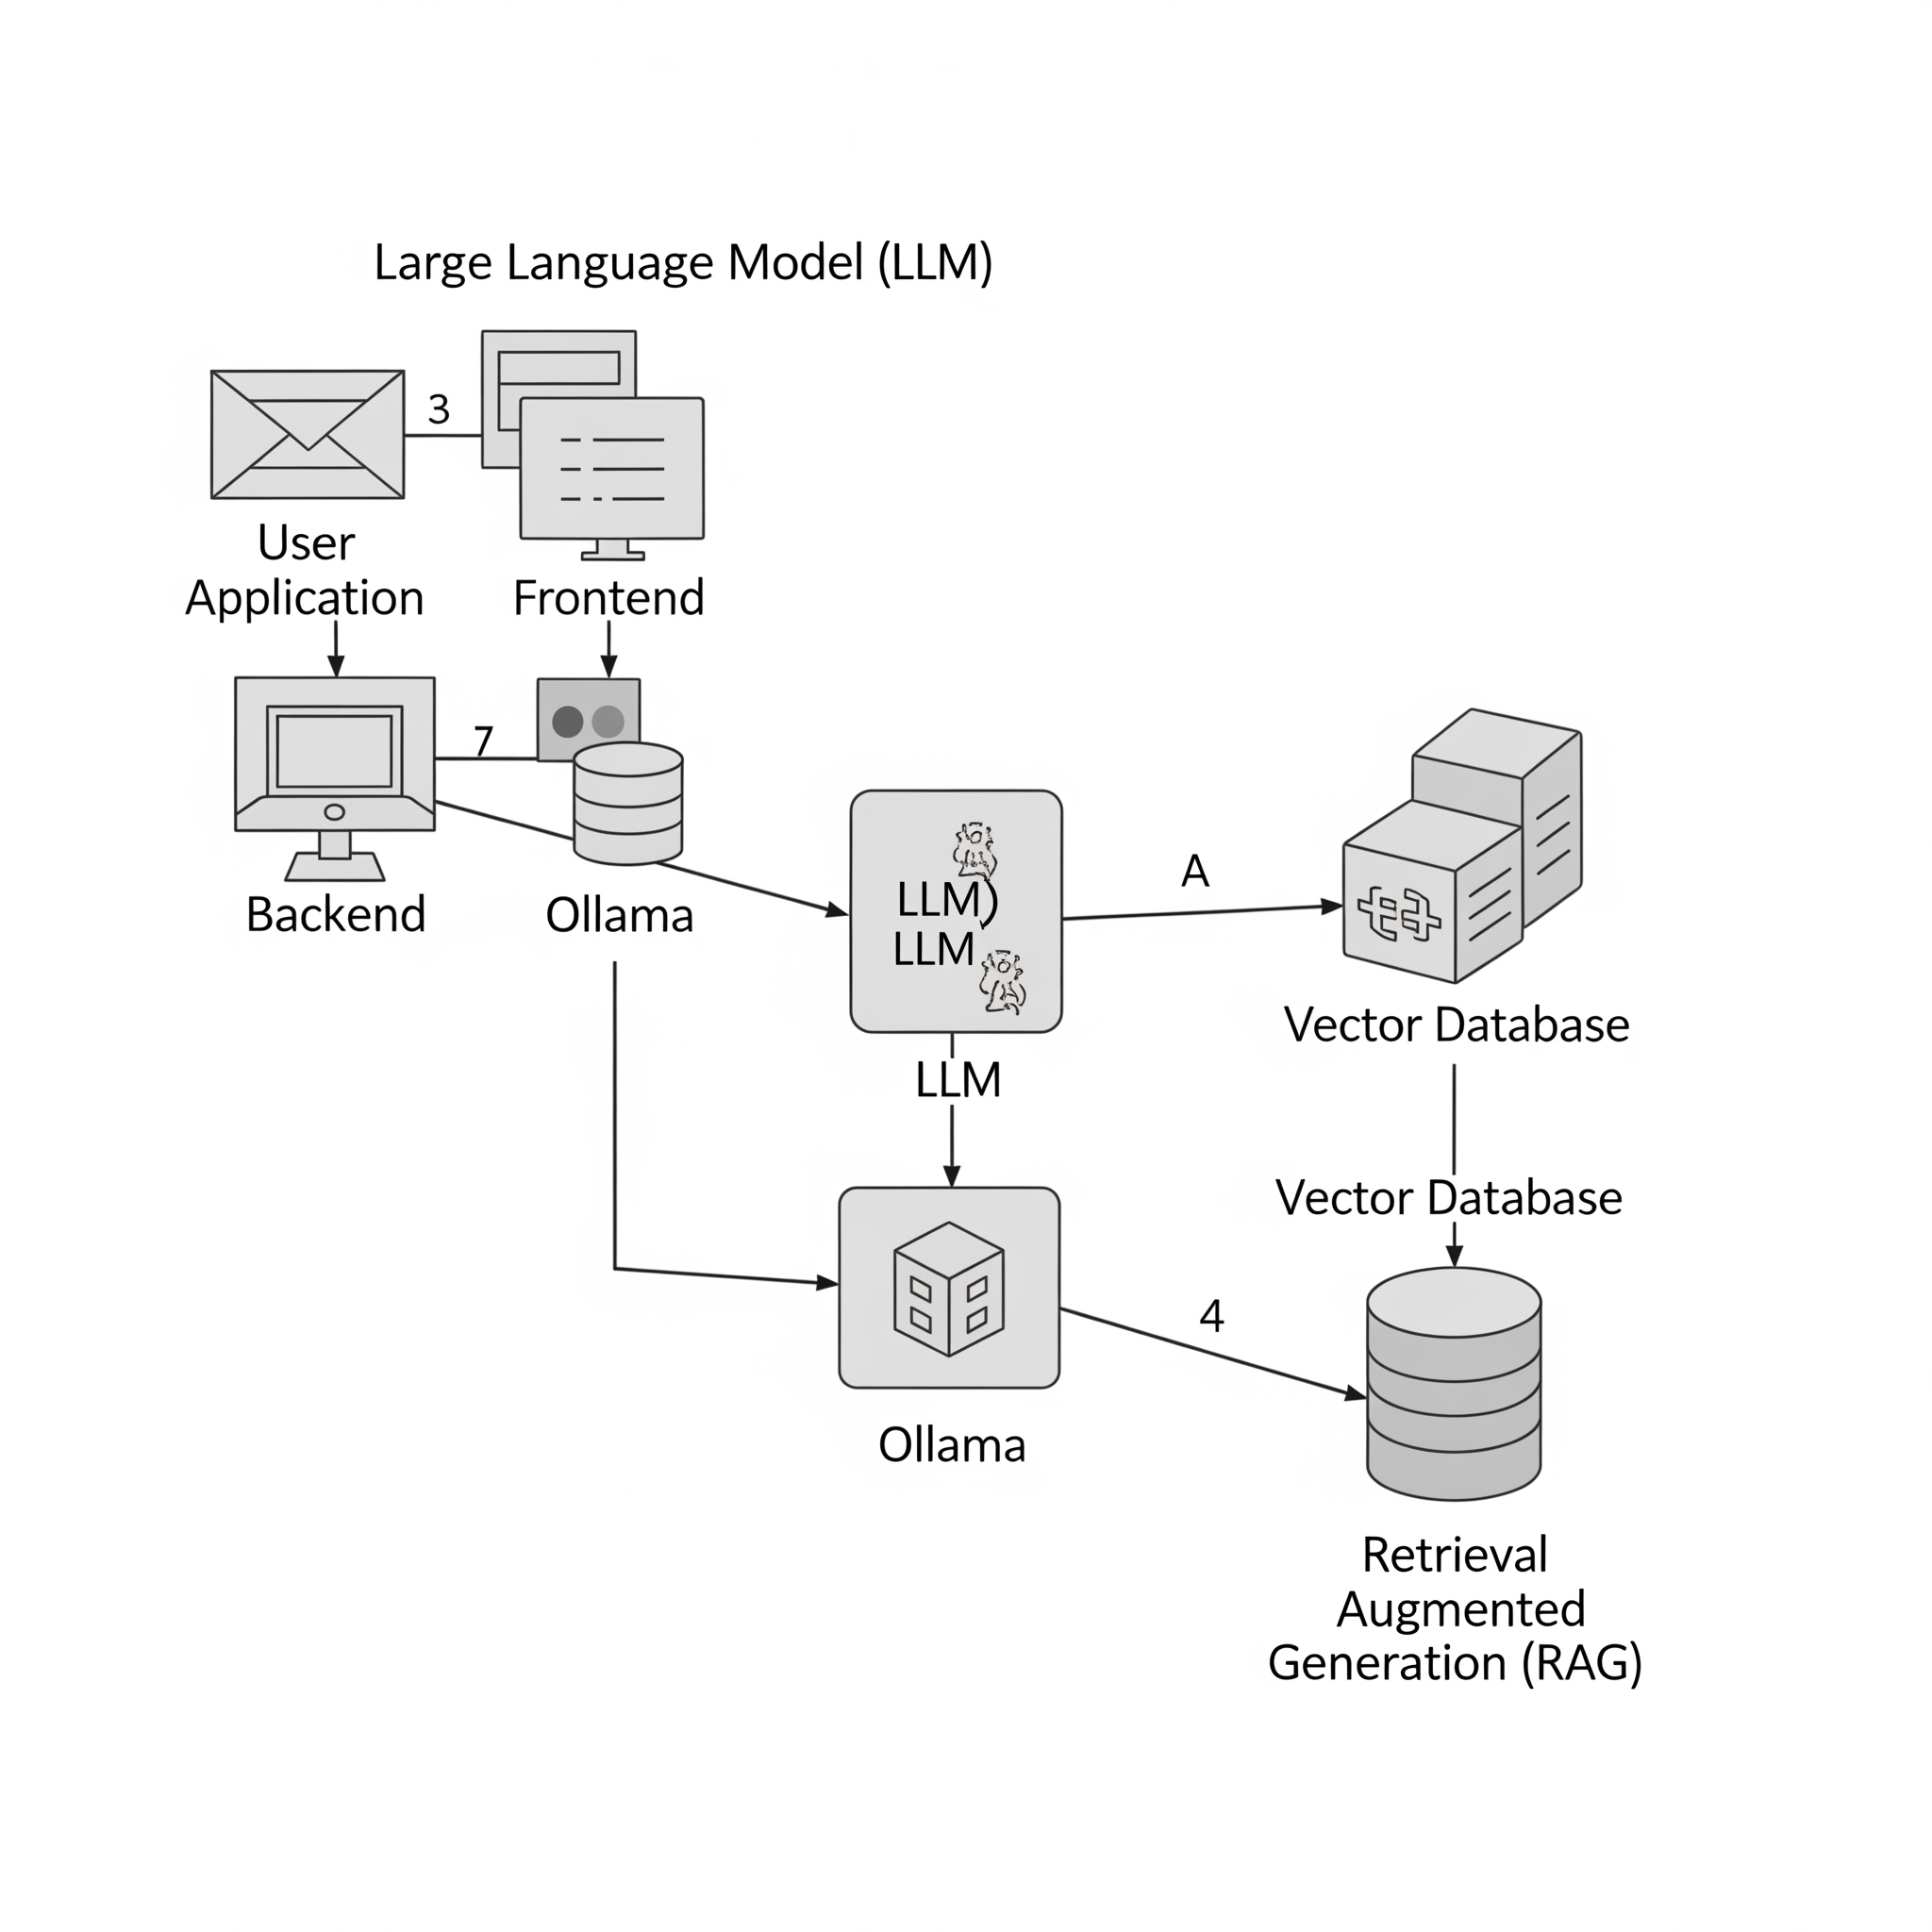 Large Language Model (LLM)
3
User
Application
Frontend
7
Backend
Ollama
LLM)
LLM
A
Vector Database
LLM
Vector Database
4
Ollama
Retrieval
Augmented
Generation (RAG)